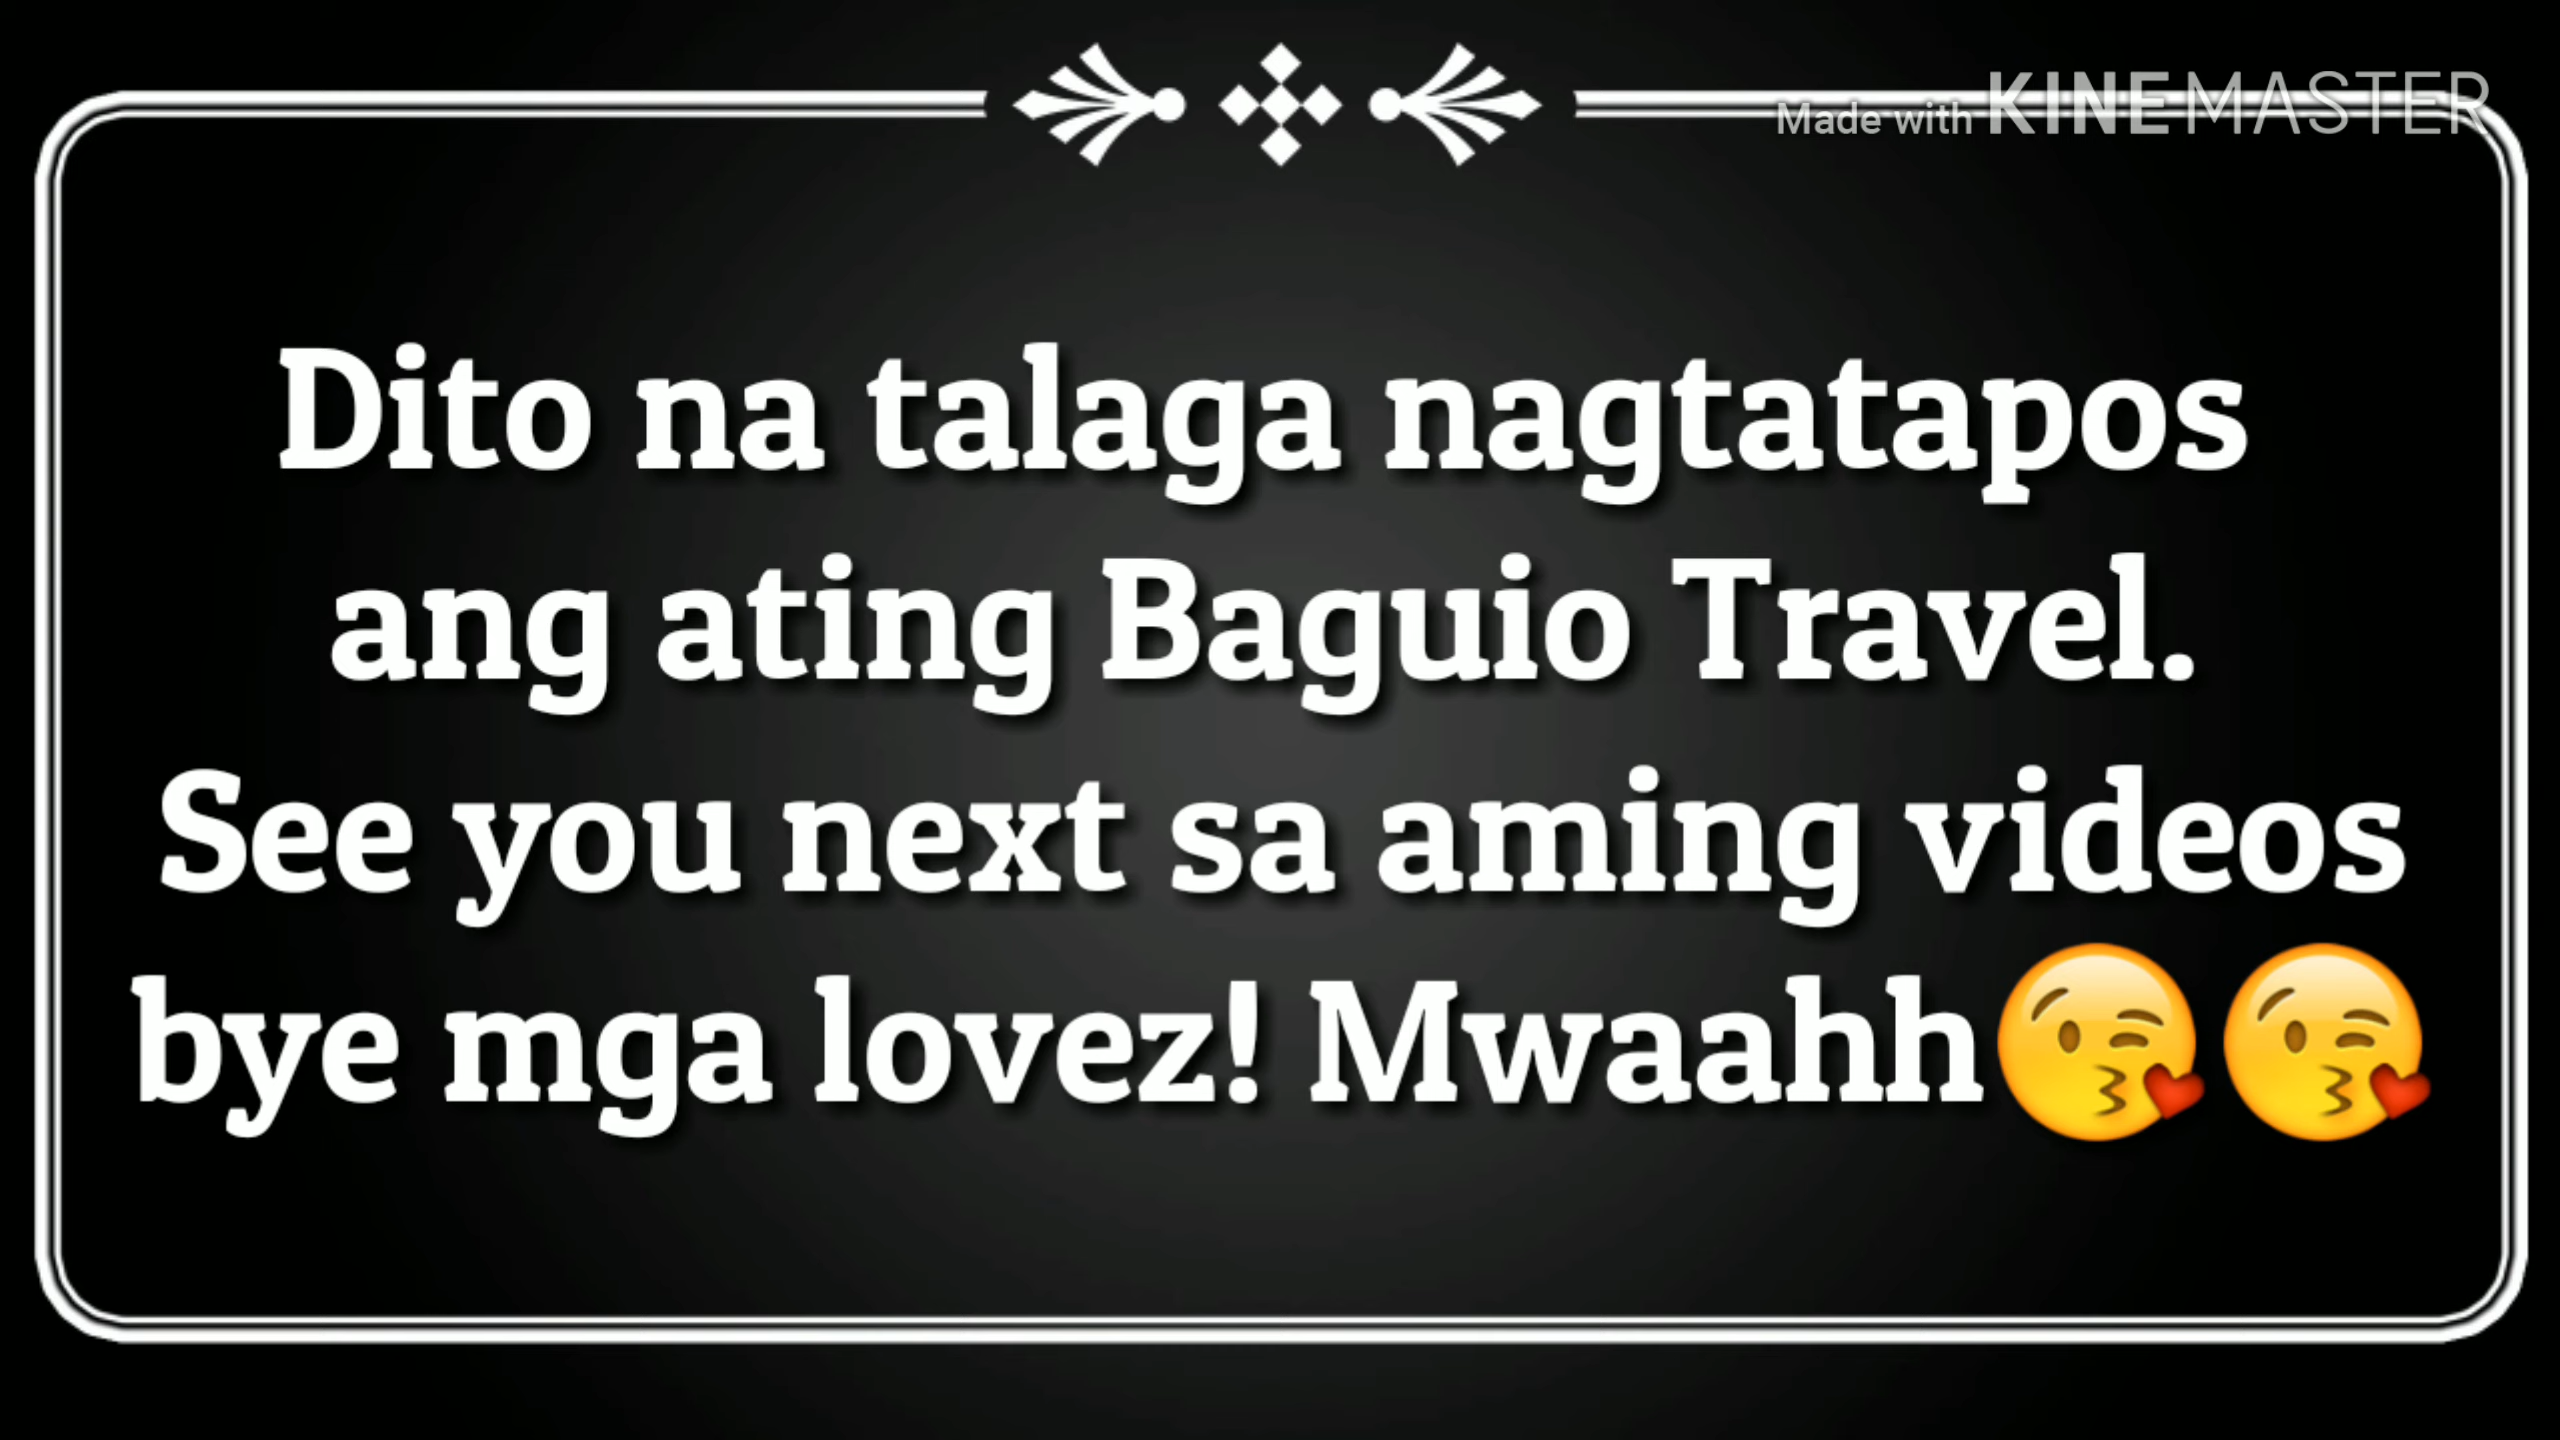 Made with KINEMASTER
Dito na talaga nagtatapos
ang ating Baguio Travel.
See you next sa aming videos
bye mga lovez! Mwaahh😘😘